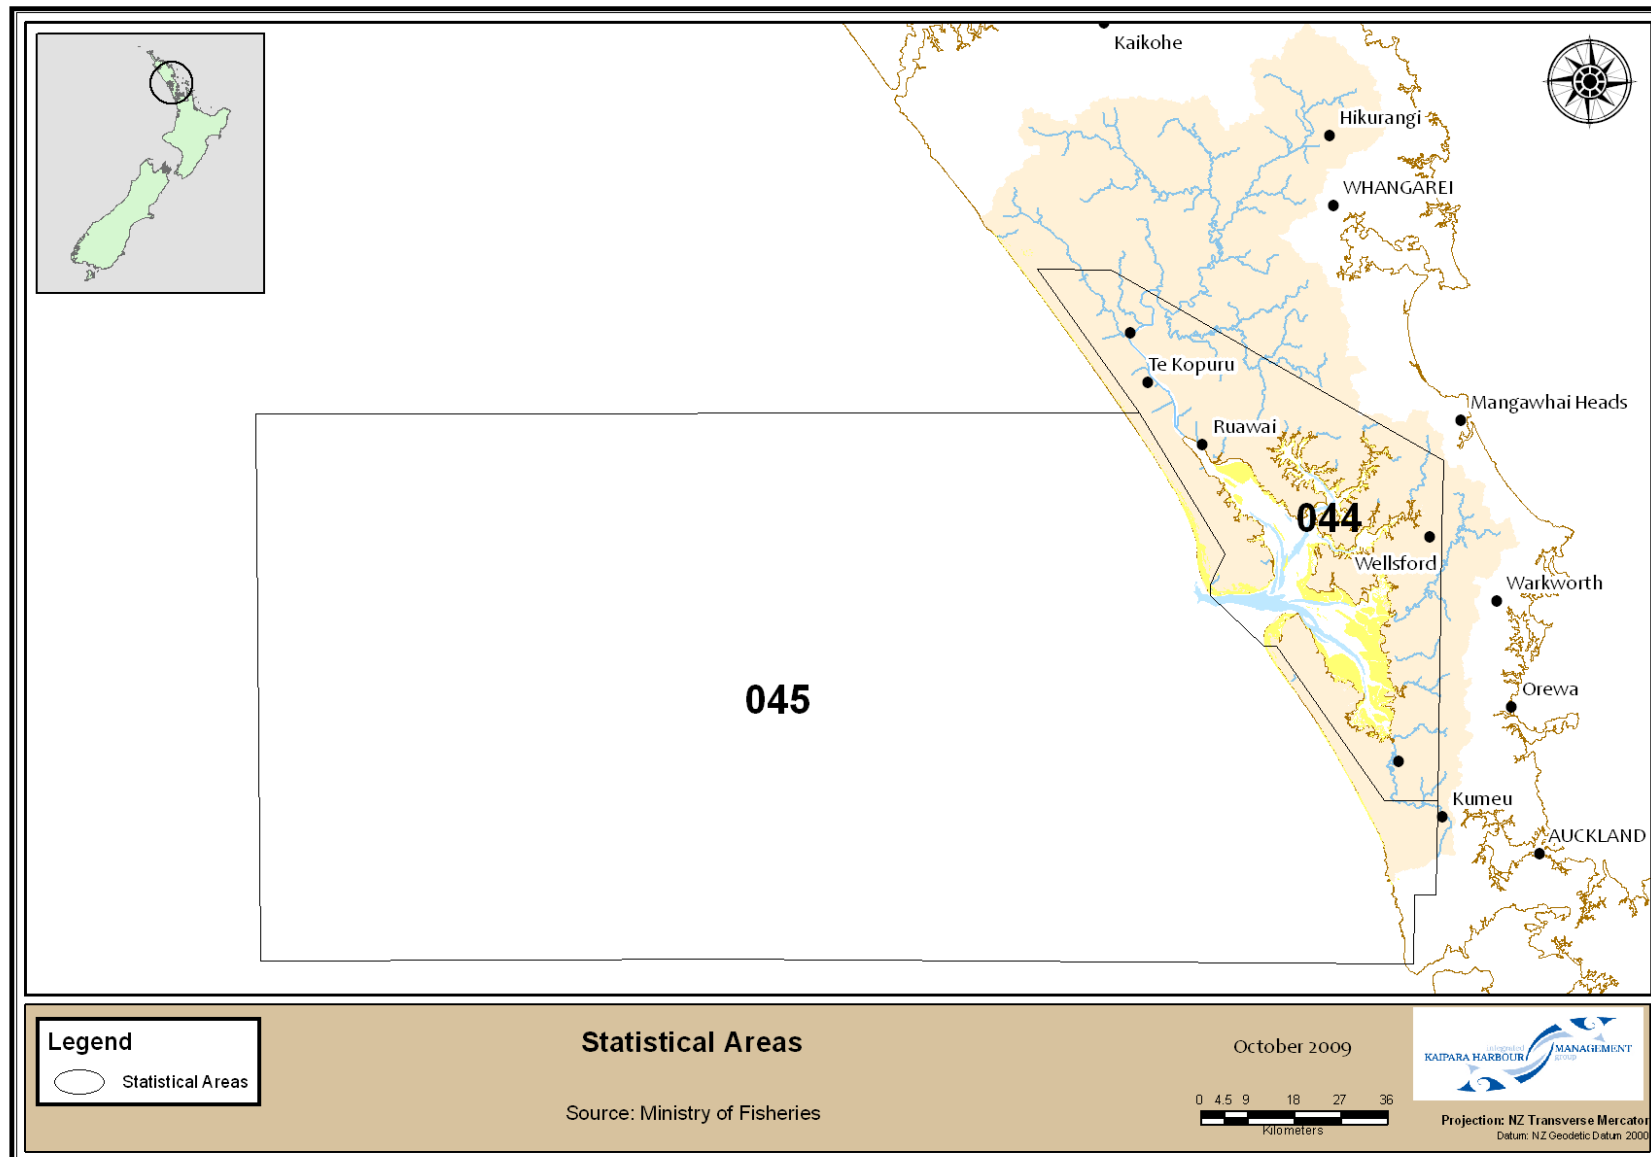 Kaikohe
Hikurangi
WHANGAREI
Te Kopuru
Mangawhai Heads
Ruawai
044
Wellsford
Warkworth
045
Orewa
Kumeu
AUCKLAND
Legend
Statistical Areas
Statistical Areas
Source: Ministry of Fisheries
October 2009
0 4.5 9 18 27 36
Kilometers
integrated
KAIPARA HARBOUR MANAGEMENT
group
Projection: NZ Transverse Mercator
Datum: NZ Geodetic Datum 2000